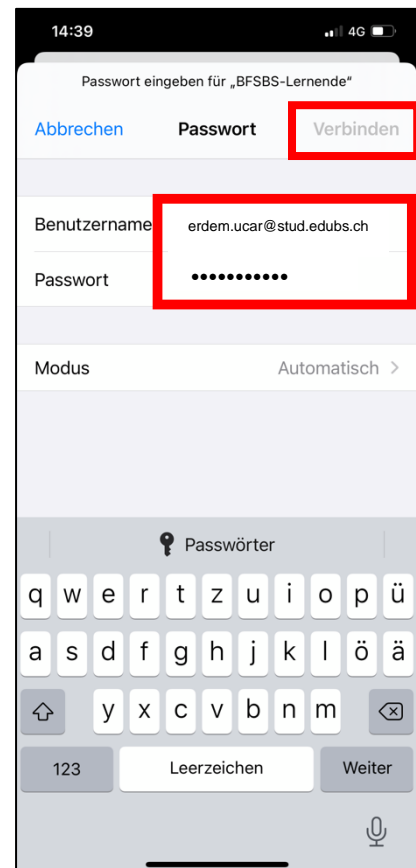 14:39
4G
Passwort eingeben für „BFSBS-Lernende“
Abbrechen Passwort Verbinden
Benutzername erdem.ucar@stud.edubs.ch
Passwort •••••••••••
Modus Automatisch >
Passwörter
q w e r t z u i o p ü
a s d f g h j k l ö ä
y x c v b n m
123 Leerzeichen Weiter